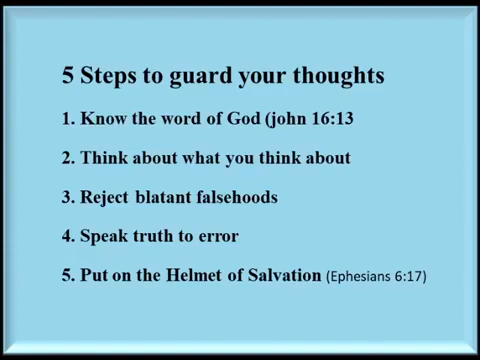 5 Steps to guard your thoughts
1. Know the word of God (john 16:13
2. Think about what you think about
3. Reject blatant falsehoods
4. Speak truth to error
5. Put on the Helmet of Salvation (Ephesians 6:17)